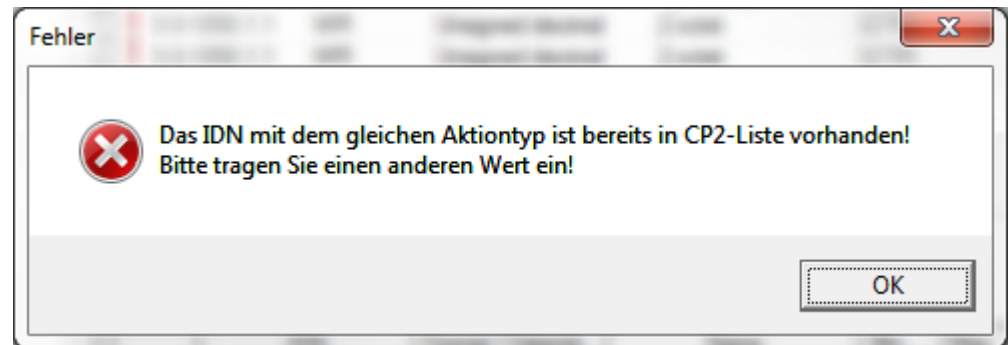 Fehler
Das IDN mit dem gleichen Aktiontyp ist bereits in CP2-Liste vorhanden!
Bitte tragen Sie einen anderen Wert ein!
OK